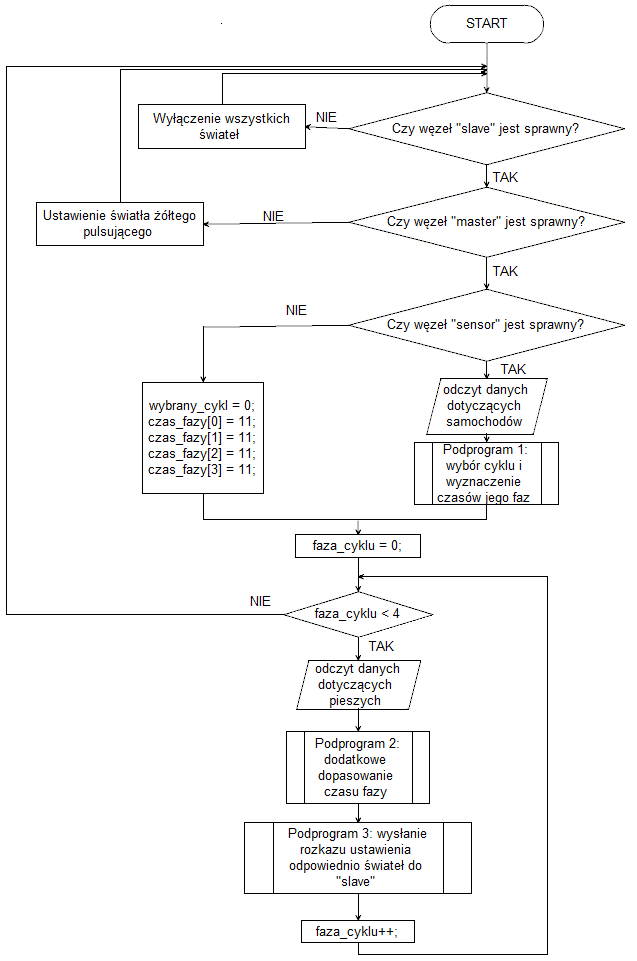 START
Czy węzeł "slave" jest sprawny?
NIE
Wyłączenie wszystkich
świateł
TAK
Czy węzeł "master" jest sprawny?
NIE
Ustawienie światła żółtego
pulsującego
TAK
Czy węzeł "sensor" jest sprawny?
NIE
TAK
wybrany_cykl = 0;
czas_fazy[0] = 11;
czas_fazy[1] = 11;
czas_fazy[2] = 11;
czas_fazy[3] = 11;
odczyt danych
dotyczących
samochodów
Podprogram 1:
wybór cyklu i
wyznaczenie
czasów jego faz
faza_cyklu = 0;
faza_cyklu < 4
NIE
TAK
odczyt danych
dotyczących
pieszych
Podprogram 2:
dodatkowe
dopasowanie
czasu fazy
Podprogram 3: wysłanie
rozkazu ustawienia
odpowiednio świateł do
"slave"
faza_cyklu++;